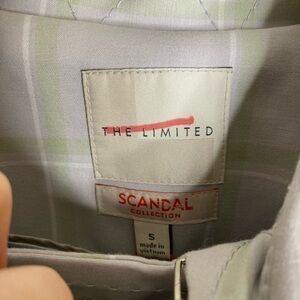 THE LIMITED
SCANDAL
COLLECTION
S
made in
vietnam